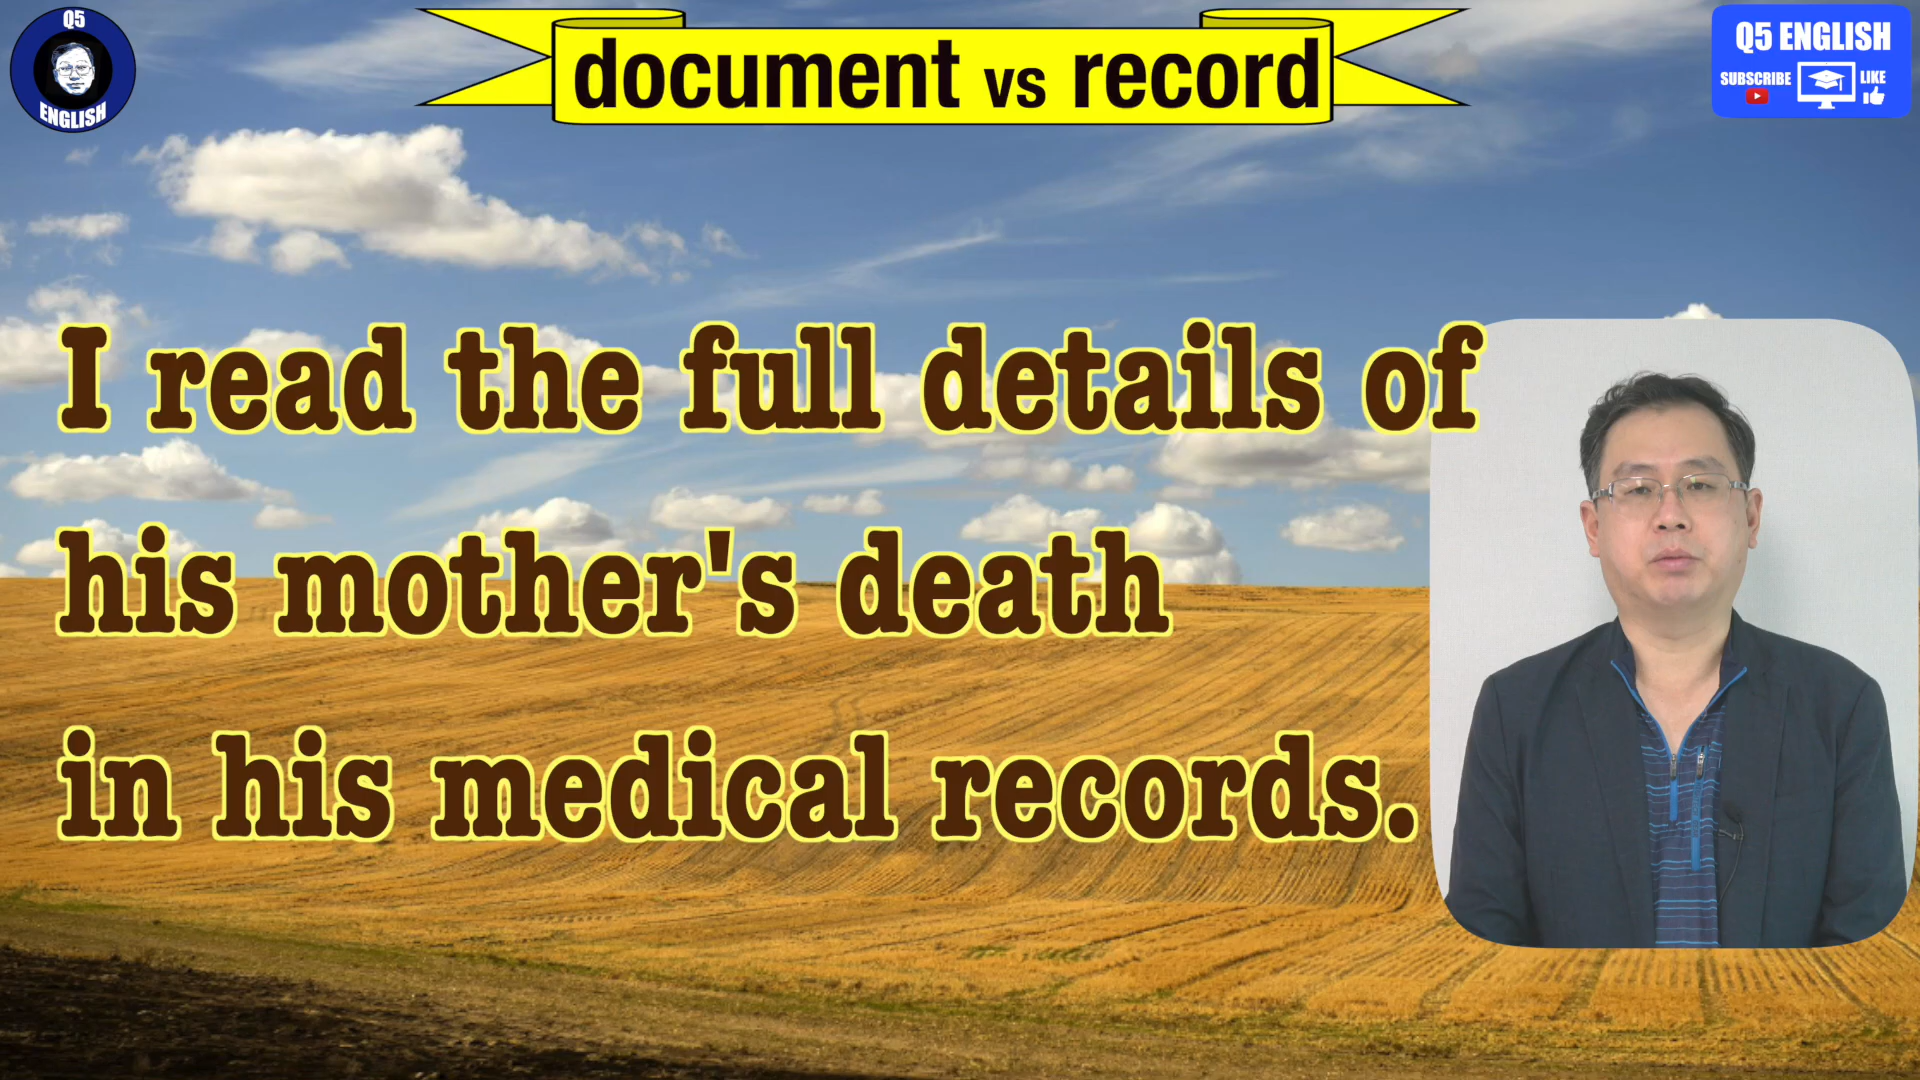 Q5
ENGLISH
document vs record
Q5 ENGLISH
SUBSCRIBE
LIKE
I read the full details of
his mother's death
in his medical records.